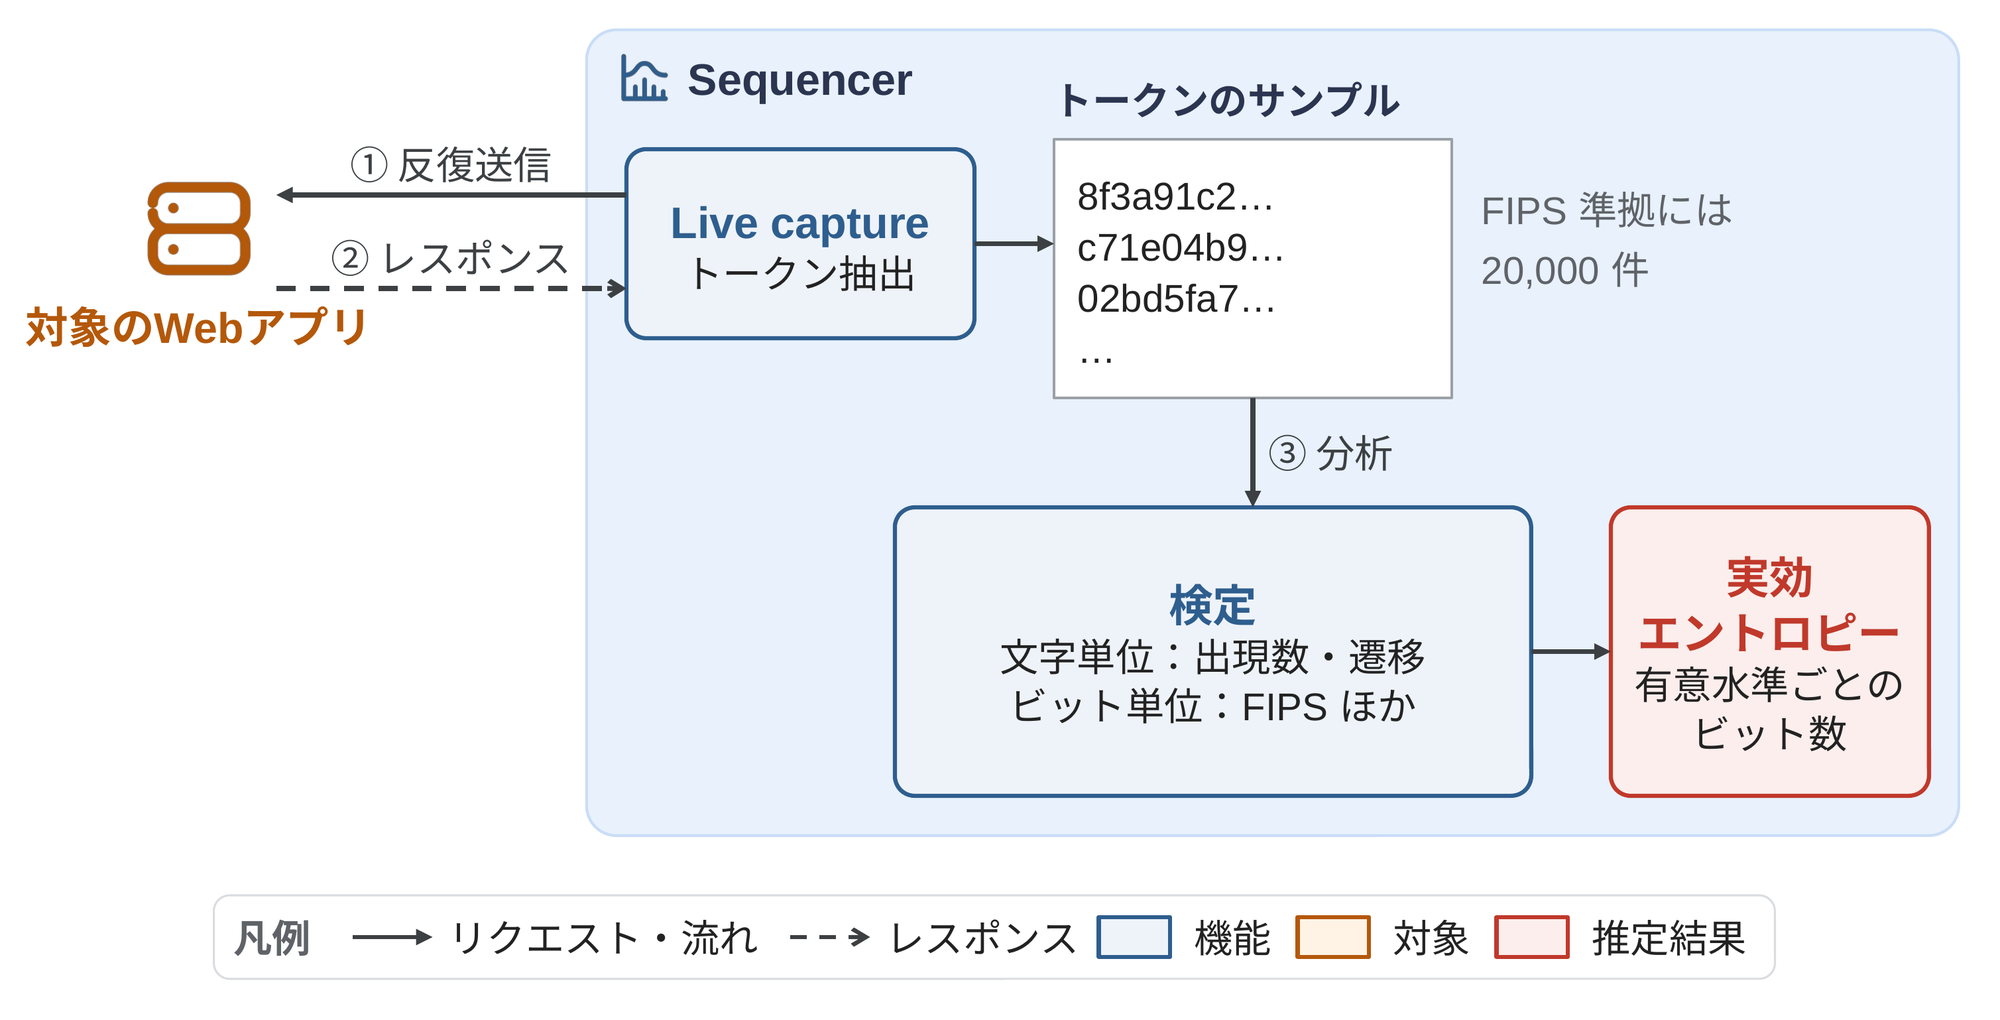 Sequencer
トークンのサンプル
① 反復送信
② レスポンス
対象のWebアプリ
Live capture
トークン抽出
8f3a91c2…
c71e04b9…
02bd5fa7…
…
FIPS 準拠には
20,000 件
③ 分析
検定
文字単位：出現数・遷移
ビット単位：FIPS ほか
実効
エントロピー
有意水準ごとの
ビット数
凡例 リクエスト・流れ レスポンス 機能 対象 推定結果